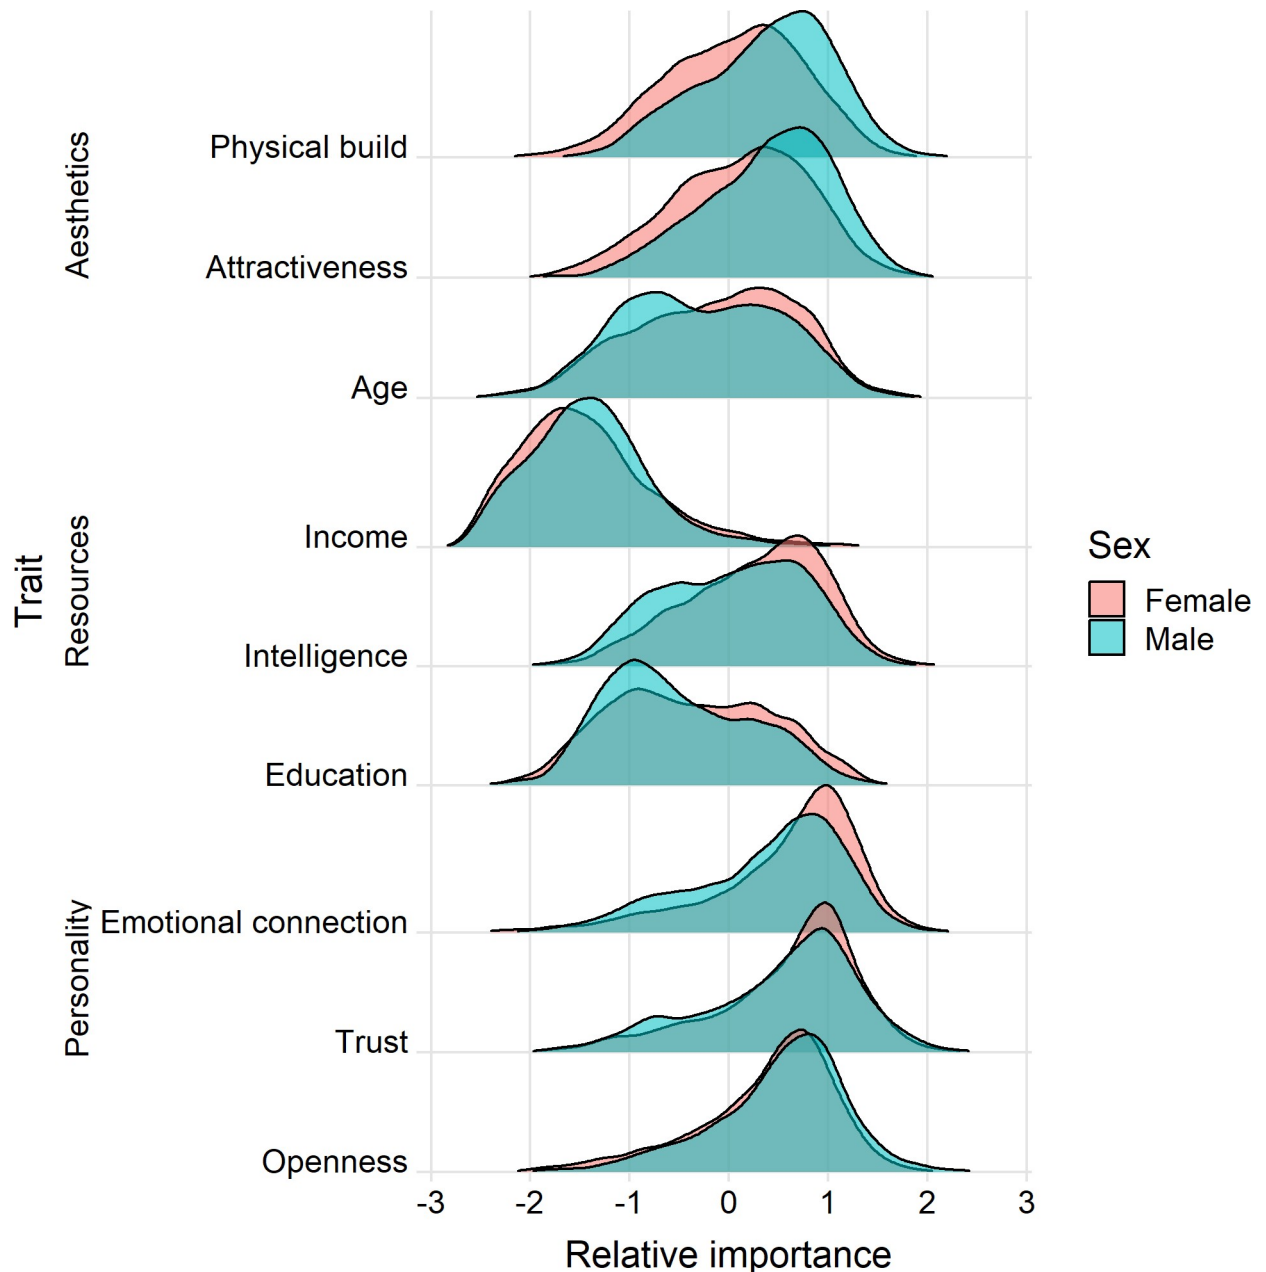 Trait
Aesthetics
Physical build
Attractiveness
Age
Resources
Income
Intelligence
Education
Personality
Emotional connection
Trust
Openness
-3 -2 -1 0 1 2 3
Relative importance
Sex
Female
Male